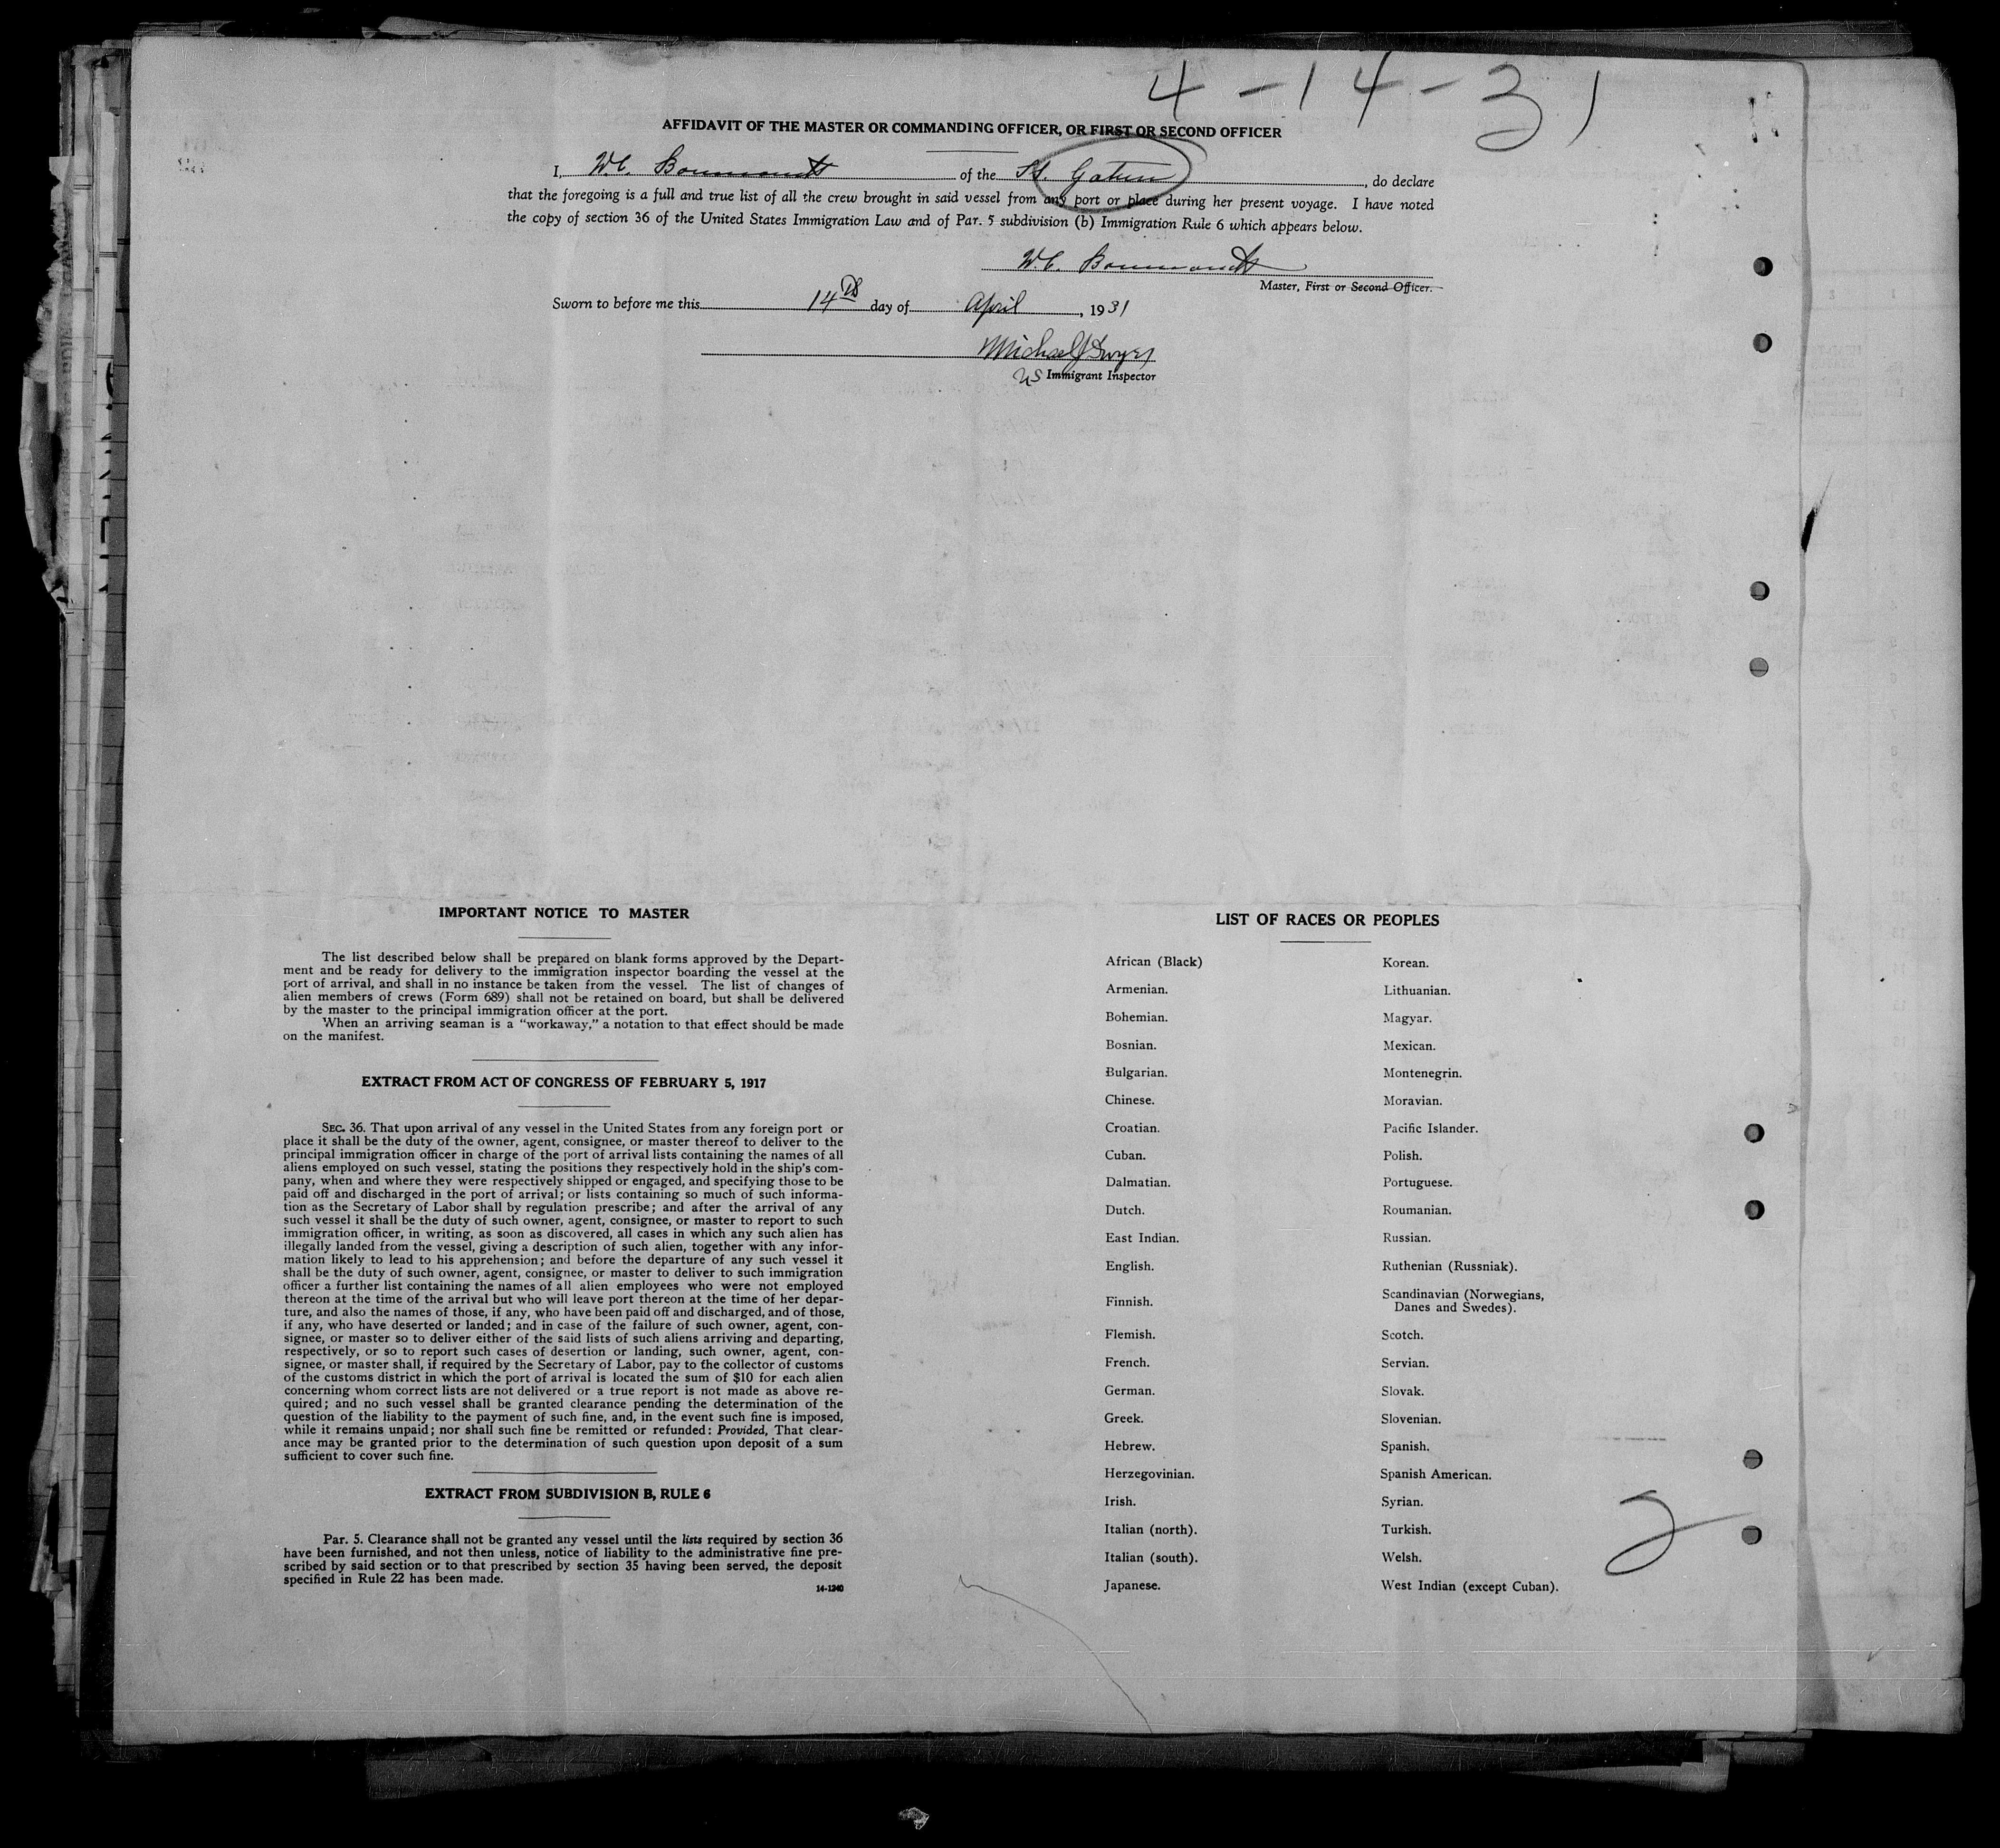 4-14-31
AFFIDAVIT OF THE MASTER OR COMMANDING OFFICER, OR FIRST OR SECOND OFFICER
I, W.C. of the St. Gatun, do declare
that the foregoing is a full and true list of all the crew brought in said vessel from any port or place during her present voyage. I have noted
the copy of section 36 of the United States Immigration Law and of Par. 5 subdivision (b) Immigration Rule 6 which appears below.
W.C.
Master, First or Second Officer.
Sworn to before me this 14th day of April, 1931
Michael J Dwyer
US Immigrant Inspector
IMPORTANT NOTICE TO MASTER
The list described below shall be prepared on blank forms approved by the Depart-
ment and be ready for delivery to the immigration inspector boarding the vessel at the
port of arrival, and shall in no instance be taken from the vessel. The list of changes of
alien members of crews (Form 689) shall not be retained on board, but shall be delivered
by the master to the principal immigration officer at the port.
When an arriving seaman is a “workaway,” a notation to that effect should be made
on the manifest.
EXTRACT FROM ACT OF CONGRESS OF FEBRUARY 5, 1917
SEC. 36. That upon arrival of any vessel in the United States from any foreign port or
place it shall be the duty of the owner, agent, consignee, or master thereof to deliver to the
principal immigration officer in charge of the port of arrival lists containing the names of all
aliens employed on such vessel, stating the positions they respectively hold in the ship's com-
pany, when and where they were respectively shipped or engaged, and specifying those to be
paid off and discharged in the port of arrival; or lists containing so much of such informa-
tion as the Secretary of Labor shall by regulation prescribe; and after the arrival of any
such vessel it shall be the duty of such owner, agent, consignee, or master to report to such
immigration officer, in writing, as soon as discovered, all cases in which any such alien has
illegally landed from the vessel, giving a description of such alien, together with any infor-
mation likely to lead to his apprehension; and before the departure of any such vessel it
shall be the duty of such owner, agent, consignee, or master to deliver to such immigration
officer a further list containing the names of all alien employees who were not employed
thereon at the time of the arrival but who will leave port thereon at the time of her depar-
ture, and also the names of those, if any, who have been paid off and discharged, and of those,
if any, who have deserted or landed; and in case of the failure of such owner, agent, con-
signee, or master so to deliver either of the said lists of such aliens arriving and departing,
respectively, or so to report such cases of desertion or landing, such owner, agent, con-
signee, or master shall, if required by the Secretary of Labor, pay to the collector of customs
of the customs district in which the port of arrival is located the sum of $10 for each alien
concerning whom correct lists are not delivered or a true report is not made as above re-
quired; and no such vessel shall be granted clearance pending the determination of the
question of the liability to the payment of such fine, and, in the event such fine is imposed,
while it remains unpaid; nor shall such fine be remitted or refunded: Provided, That clear-
ance may be granted prior to the determination of such question upon deposit of a sum
sufficient to cover such fine.
EXTRACT FROM SUBDIVISION B, RULE 6
Par. 5. Clearance shall not be granted any vessel until the lists required by section 36
have been furnished, and not then unless, notice of liability to the administrative fine pre-
scribed by said section or to that prescribed by section 35 having been served, the deposit
specified in Rule 22 has been made.
14-1240
LIST OF RACES OR PEOPLES
African (Black)
Armenian.
Bohemian.
Bosnian.
Bulgarian.
Chinese.
Croatian.
Cuban.
Dalmatian.
Dutch.
East Indian.
English.
Finnish.
Flemish.
French.
German.
Greek.
Hebrew.
Herzegovinian.
Irish.
Italian (north).
Italian (south).
Japanese.
Korean.
Lithuanian.
Magyar.
Mexican.
Montenegrin.
Moravian.
Pacific Islander.
Polish.
Portuguese.
Roumanian.
Russian.
Ruthenian (Russniak).
Scandinavian (Norwegians,
Danes and Swedes).
Scotch.
Servian.
Slovak.
Slovenian.
Spanish.
Spanish American.
Syrian.
Turkish.
Welsh.
West Indian (except Cuban).
2